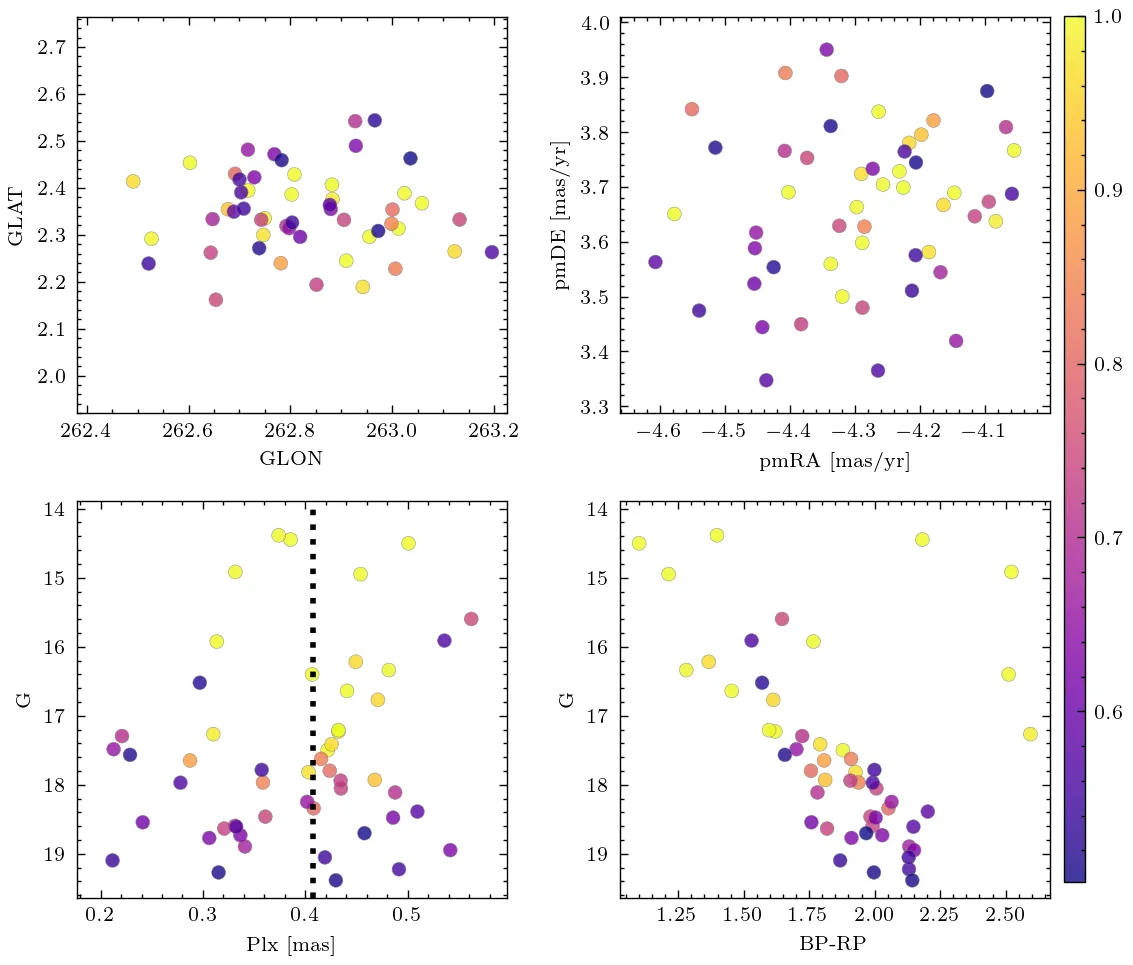 2.7
2.6
2.5
2.4
2.3
2.2
2.1
2.0
GLAT
262.4 262.6 262.8 263.0 263.2
GLON
4.0
3.9
3.8
3.7
3.6
3.5
3.4
3.3
pmDE [mas/yr]
−4.6 −4.5 −4.4 −4.3 −4.2 −4.1
pmRA [mas/yr]
1.0
0.9
0.8
0.7
0.6
14
15
16
17
18
19
G
0.2 0.3 0.4 0.5
Plx [mas]
14
15
16
17
18
19
G
1.25 1.50 1.75 2.00 2.25 2.50
BP-RP